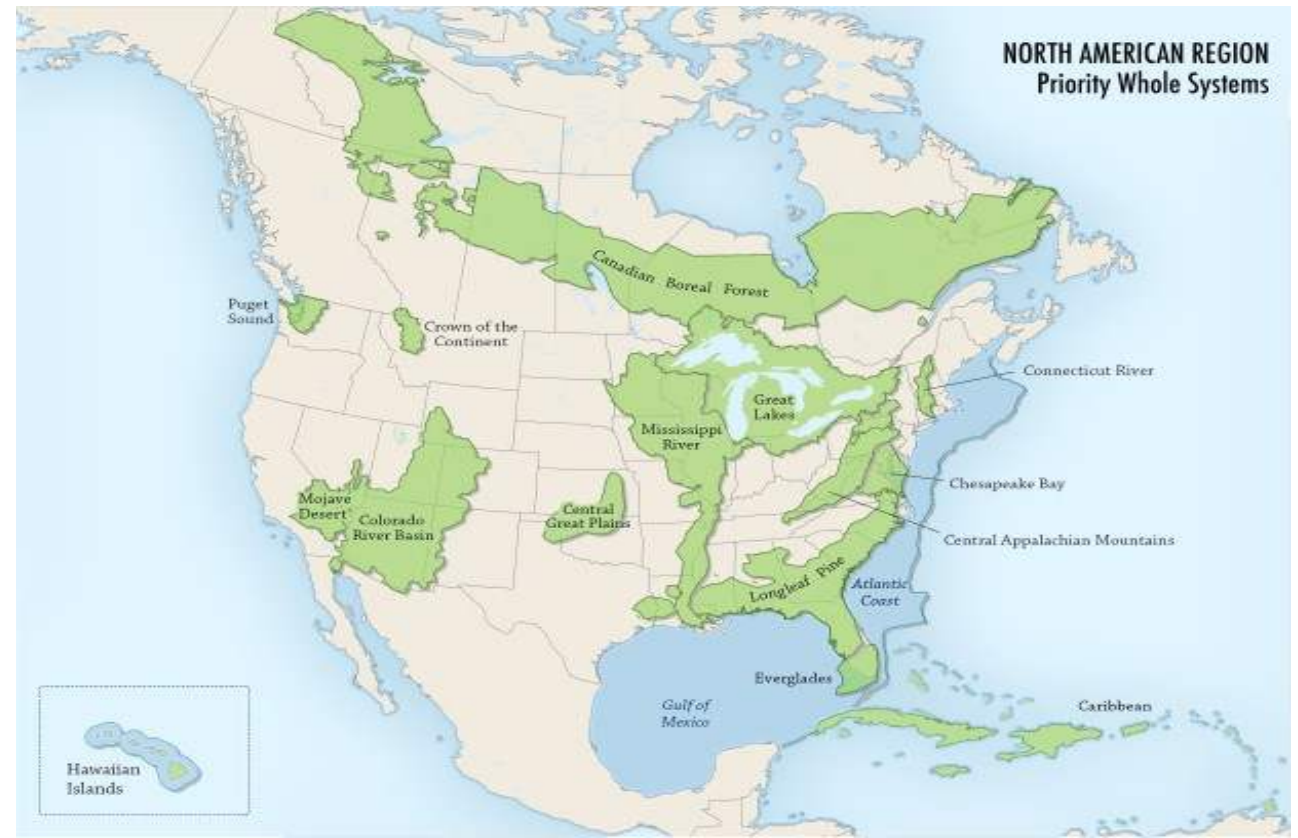 NORTH AMERICAN REGION
Priority Whole Systems
Canadian Boreal Forest
Puget
Sound
Crown of the
Continent
Connecticut River
Great
Lakes
Mississippi
River
Chesapeake Bay
Mojave
Desert
Colorado
River Basin
Central
Great Plains
Central Appalachian Mountains
Longleaf Pine
Atlantic
Coast
Everglades
Gulf of
Mexico
Caribbean
Hawaiian
Islands